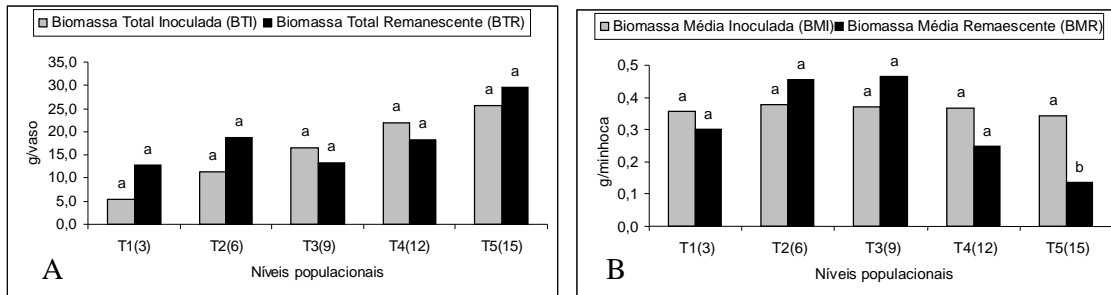 Biomassa Total Inoculada (BTI) Biomassa Total Remanescente (BTR)
35,0
30,0
25,0
20,0
15,0
10,0
5,0
0,0
g/vaso
a a a a a a a a a a
T1(3) T2(6) T3(9) T4(12) T5(15)
Níveis populacionais
A
Biomassa Média Inoculada (BMI) Biomassa Média Remaescente (BMR)
0,5
0,4
0,3
0,2
0,1
0,0
g/minhoca
a a a a a a a a a b
T1(3) T2(6) T3(9) T4(12) T5(15)
Níveis populacionais
B